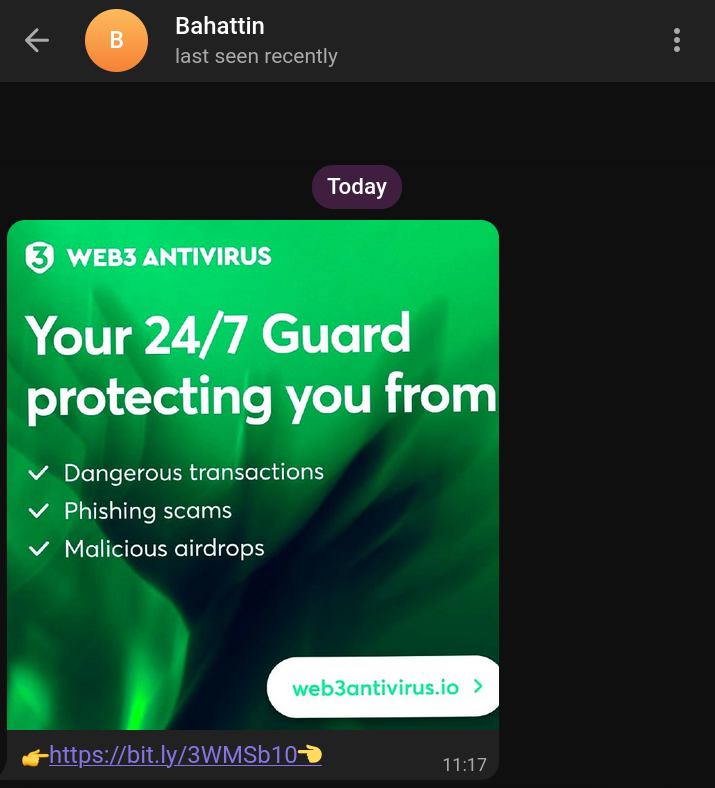 B
Bahattin
last seen recently
Today
3 WEB3 ANTIVIRUS
Your 24/7 Guard
protecting you from
Dangerous transactions
Phishing scams
Malicious airdrops
web3antivirus.io
👉https://bit.ly/3WMSb10👈
11:17